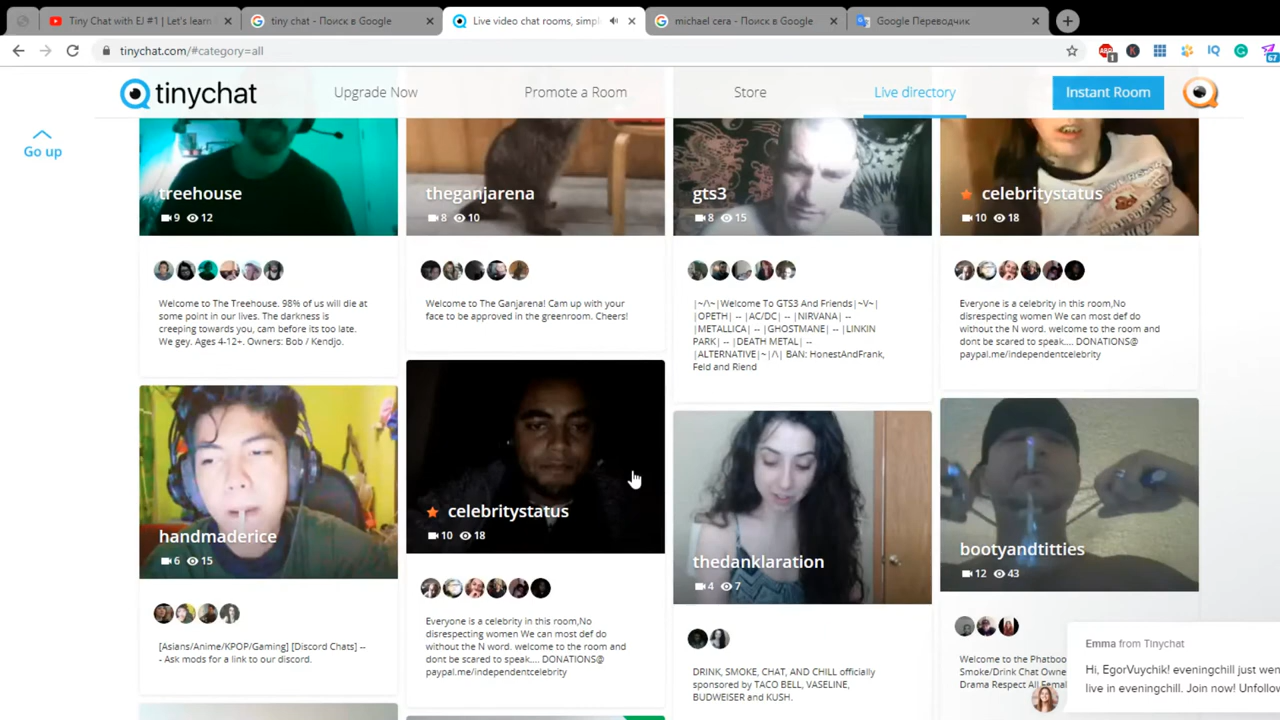 Tiny Chat with EJ #1 | Let's learn
tiny chat - Поиск в Google
Live video chat rooms, simpl
michael cera - Поиск в Google
Google Переводчик
tinychat.com/#category=all
ABP
1
K
IQ
G
67
tinychat
Upgrade Now
Promote a Room
Store
Live directory
Instant Room
Go up
treehouse
9 12
Welcome to The Treehouse. 98% of us will die at
some point in our lives. The darkness is
creeping towards you, cam before its too late.
We gey. Ages 4-12+. Owners: Bob / Kendjo.
theganjarena
8 10
Welcome to The Ganjarena! Cam up with your
face to be approved in the greenroom. Cheers!
gts3
8 15
|~/\~|Welcome To GTS3 And Friends|~V~|
|OPETH| -- |AC/DC| -- |NIRVANA| --
|METALLICA| -- |GHOSTMANE| -- |LINKIN
PARK| -- |DEATH METAL| --
|ALTERNATIVE|~|/\| BAN: HonestAndFrank,
Feld and Riend
celebritystatus
10 18
Everyone is a celebrity in this room,No
disrespecting women We can most def do
without the N word. welcome to the room and
dont be scared to speak.... DONATIONS@
paypal.me/independentcelebrity
handmaderice
6 15
[Asians/Anime/KPOP/Gaming] [Discord Chats] --
- Ask mods for a link to our discord.
celebritystatus
10 18
Everyone is a celebrity in this room,No
disrespecting women We can most def do
without the N word. welcome to the room and
dont be scared to speak.... DONATIONS@
paypal.me/independentcelebrity
thedanklaration
4 7
DRINK, SMOKE, CHAT, AND CHILL officially
sponsored by TACO BELL, VASELINE,
BUDWEISER and KUSH.
bootyandtitties
12 43
Welcome to the Phatboo
Smoke/Drink Chat Owne
Drama Respect All Fema
Emma from Tinychat
Hi, EgorVuychik! eveningchill just wen
live in eveningchill. Join now! Unfollow